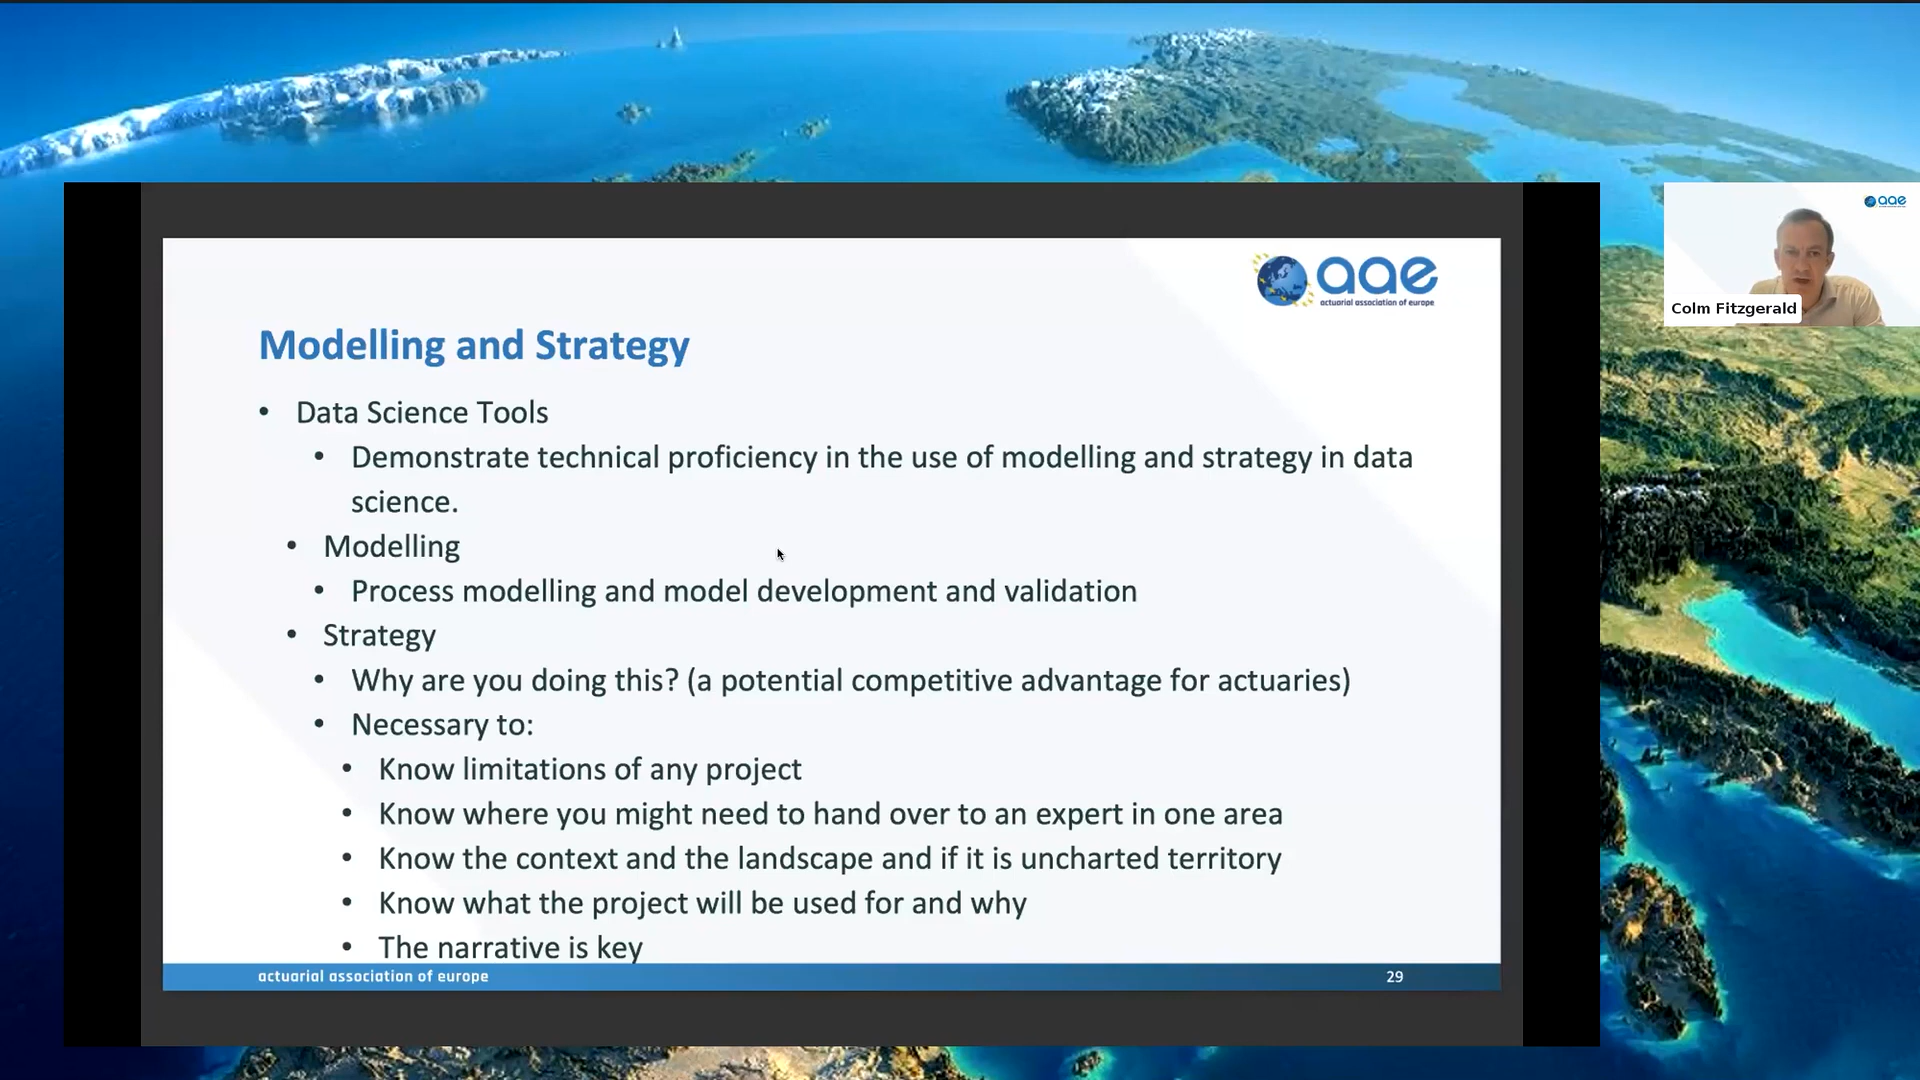 aae
actuarial association of europe
aae
Colm Fitzgerald
Modelling and Strategy
• Data Science Tools
• Demonstrate technical proficiency in the use of modelling and strategy in data
science.
• Modelling
• Process modelling and model development and validation
• Strategy
• Why are you doing this? (a potential competitive advantage for actuaries)
• Necessary to:
• Know limitations of any project
• Know where you might need to hand over to an expert in one area
• Know the context and the landscape and if it is uncharted territory
• Know what the project will be used for and why
• The narrative is key
actuarial association of europe
29